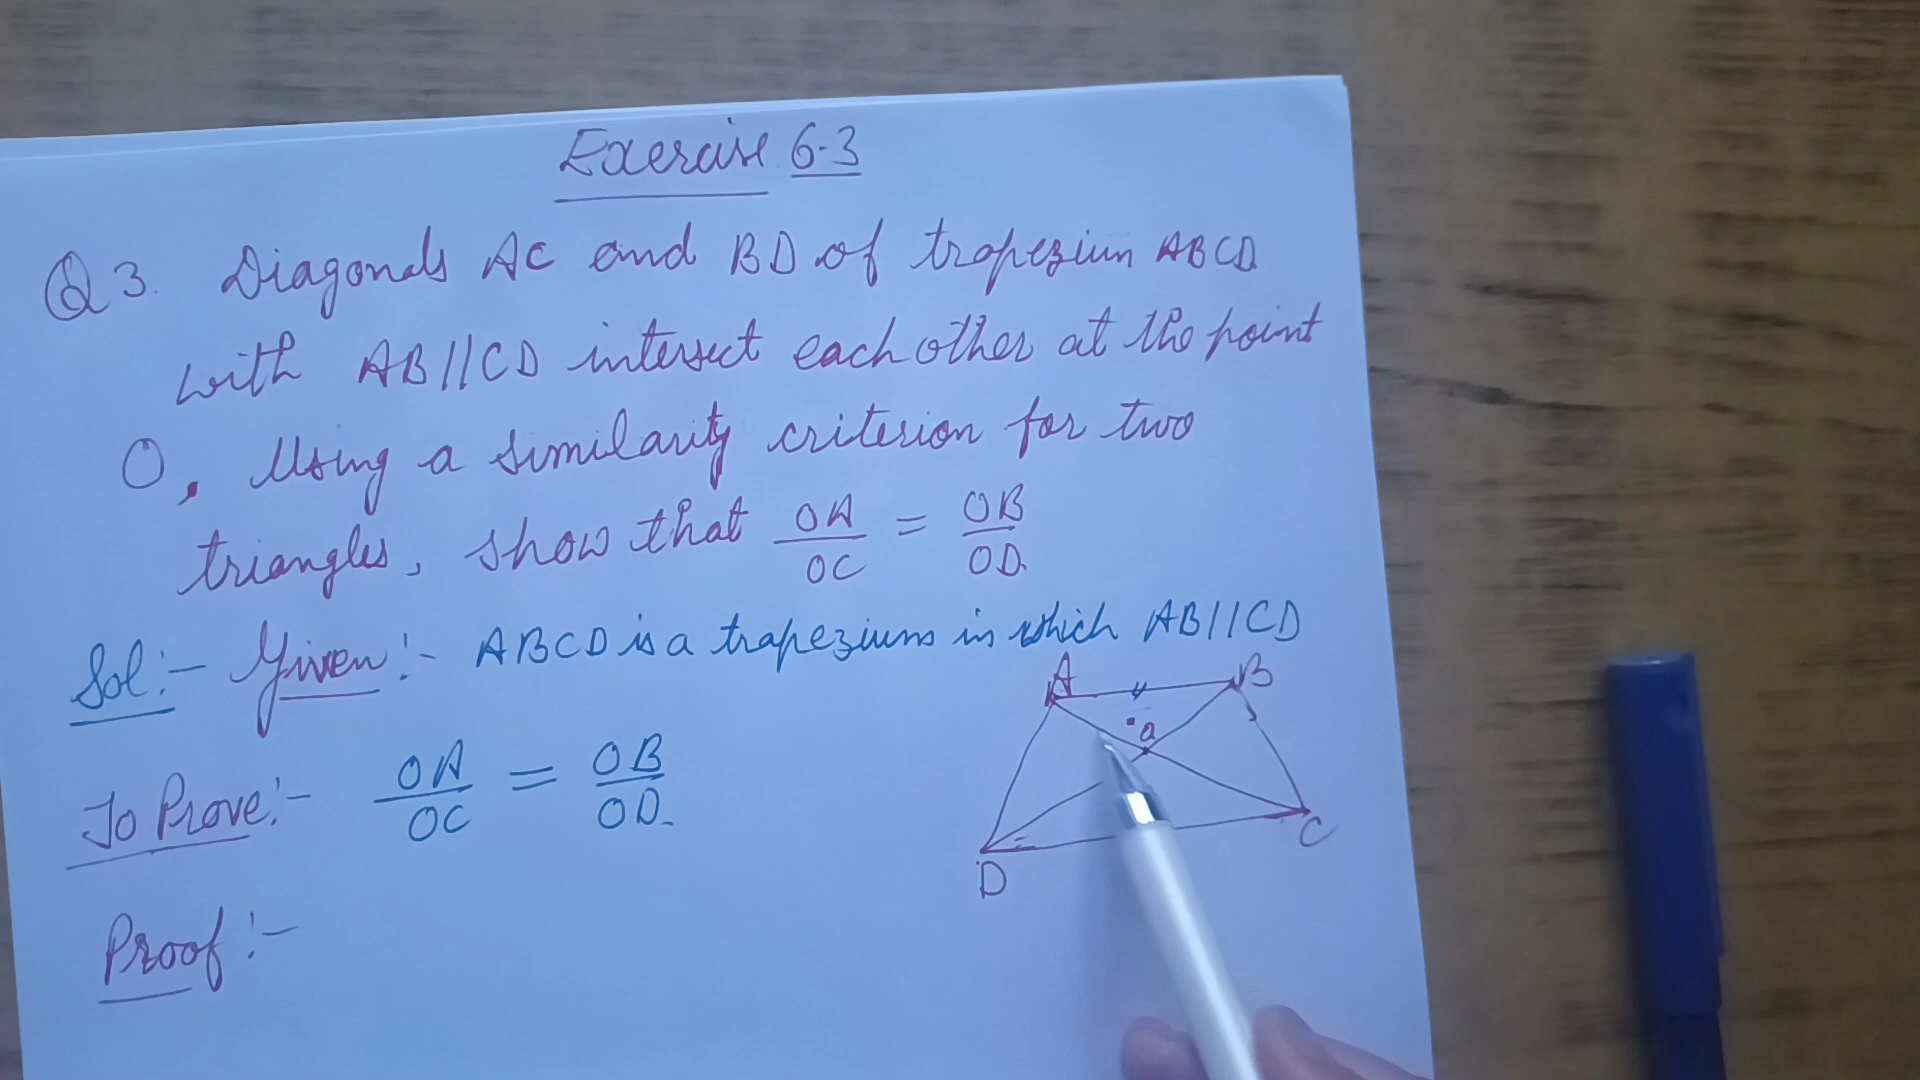 Exercise 6.3
Q3. Diagonals AC and BD of trapezium ABCD
with AB//CD intersect each other at the point
O, Using a similarity criterion for two
triangles, show that OA/OC = OB/OD.
Sol:- Given:- ABCD is a trapezium in which AB//CD
A B
a
To Prove:- OA/OC = OB/OD.
D C
Proof:-